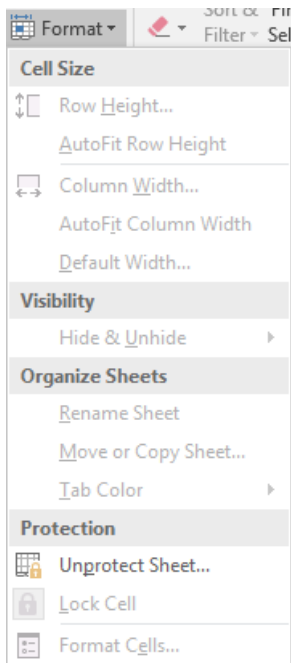 Sort &
Format
Filter Sel
Cell Size
Row Height...
AutoFit Row Height
Column Width...
AutoFit Column Width
Default Width...
Visibility
Hide & Unhide
Organize Sheets
Rename Sheet
Move or Copy Sheet...
Tab Color
Protection
Unprotect Sheet...
Lock Cell
Format Cells...